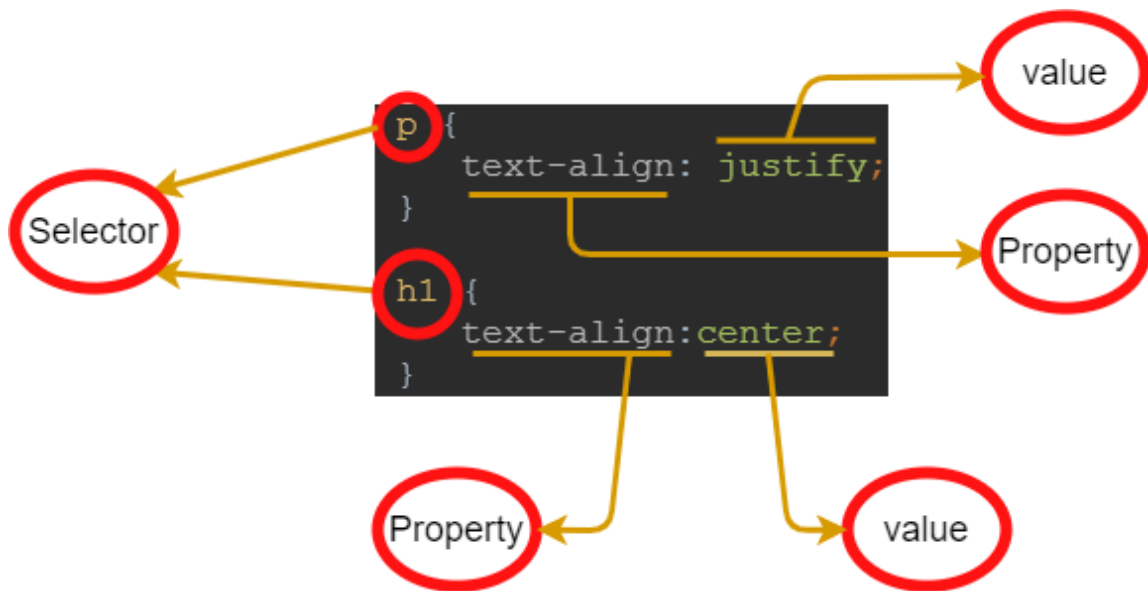 value
p {
text-align: justify;
}
Selector
Property
h1 {
text-align:center;
}
Property
value